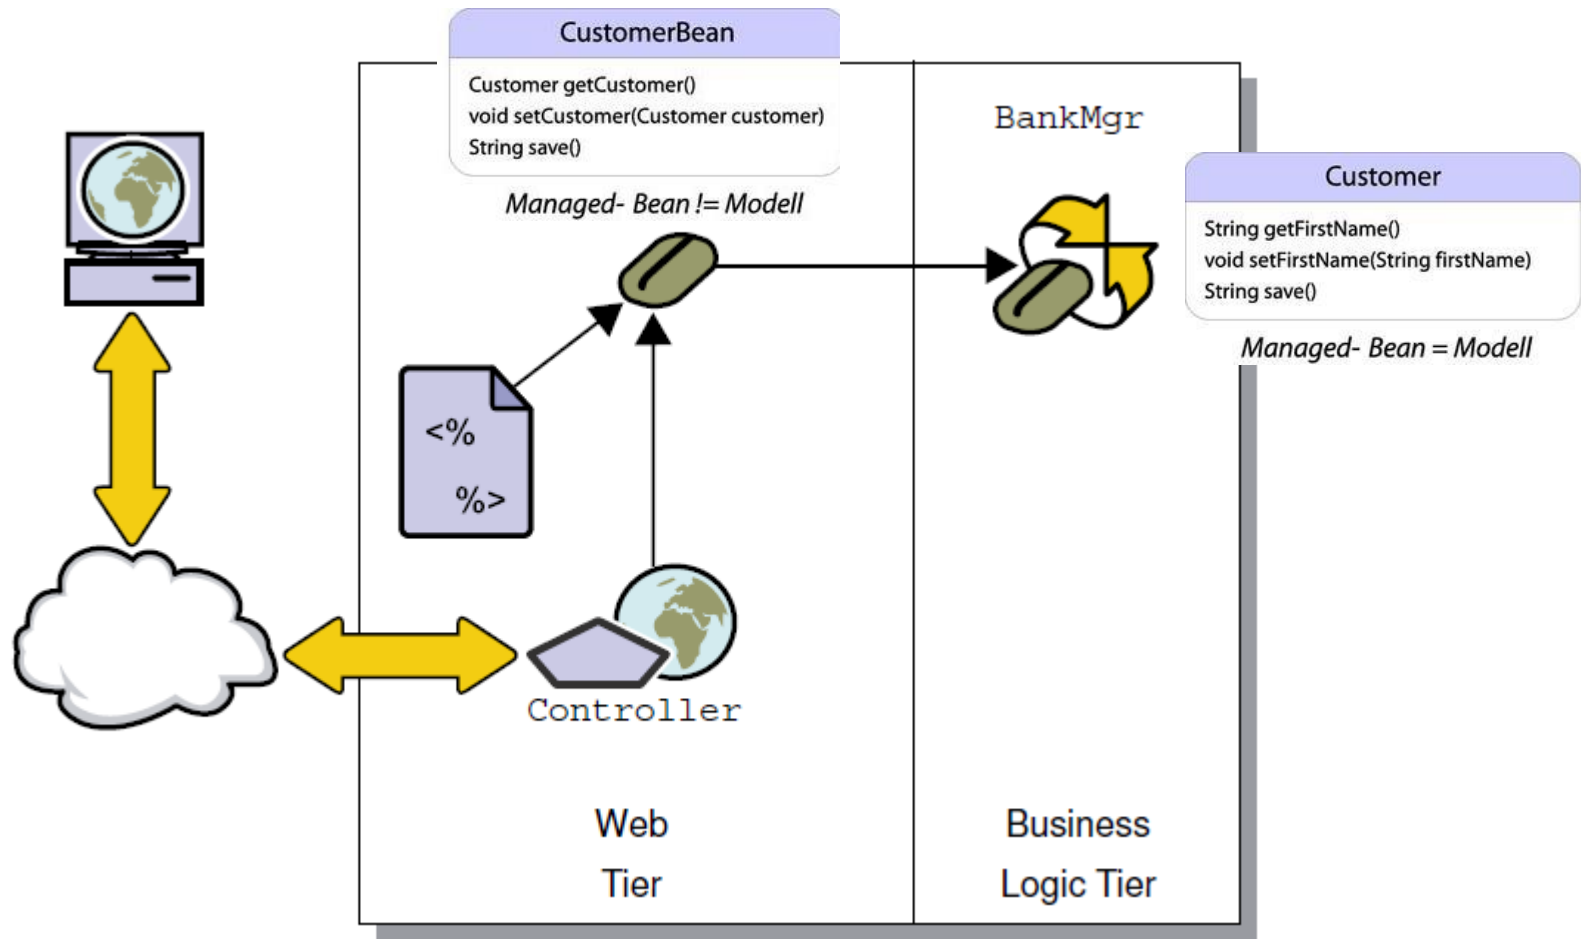 CustomerBean
Customer getCustomer()
void setCustomer(Customer customer)
String save()
Managed- Bean != Modell
BankMgr
Customer
String getFirstName()
void setFirstName(String firstName)
String save()
Managed- Bean = Modell
<%
%>
Controller
Web
Tier
Business
Logic Tier